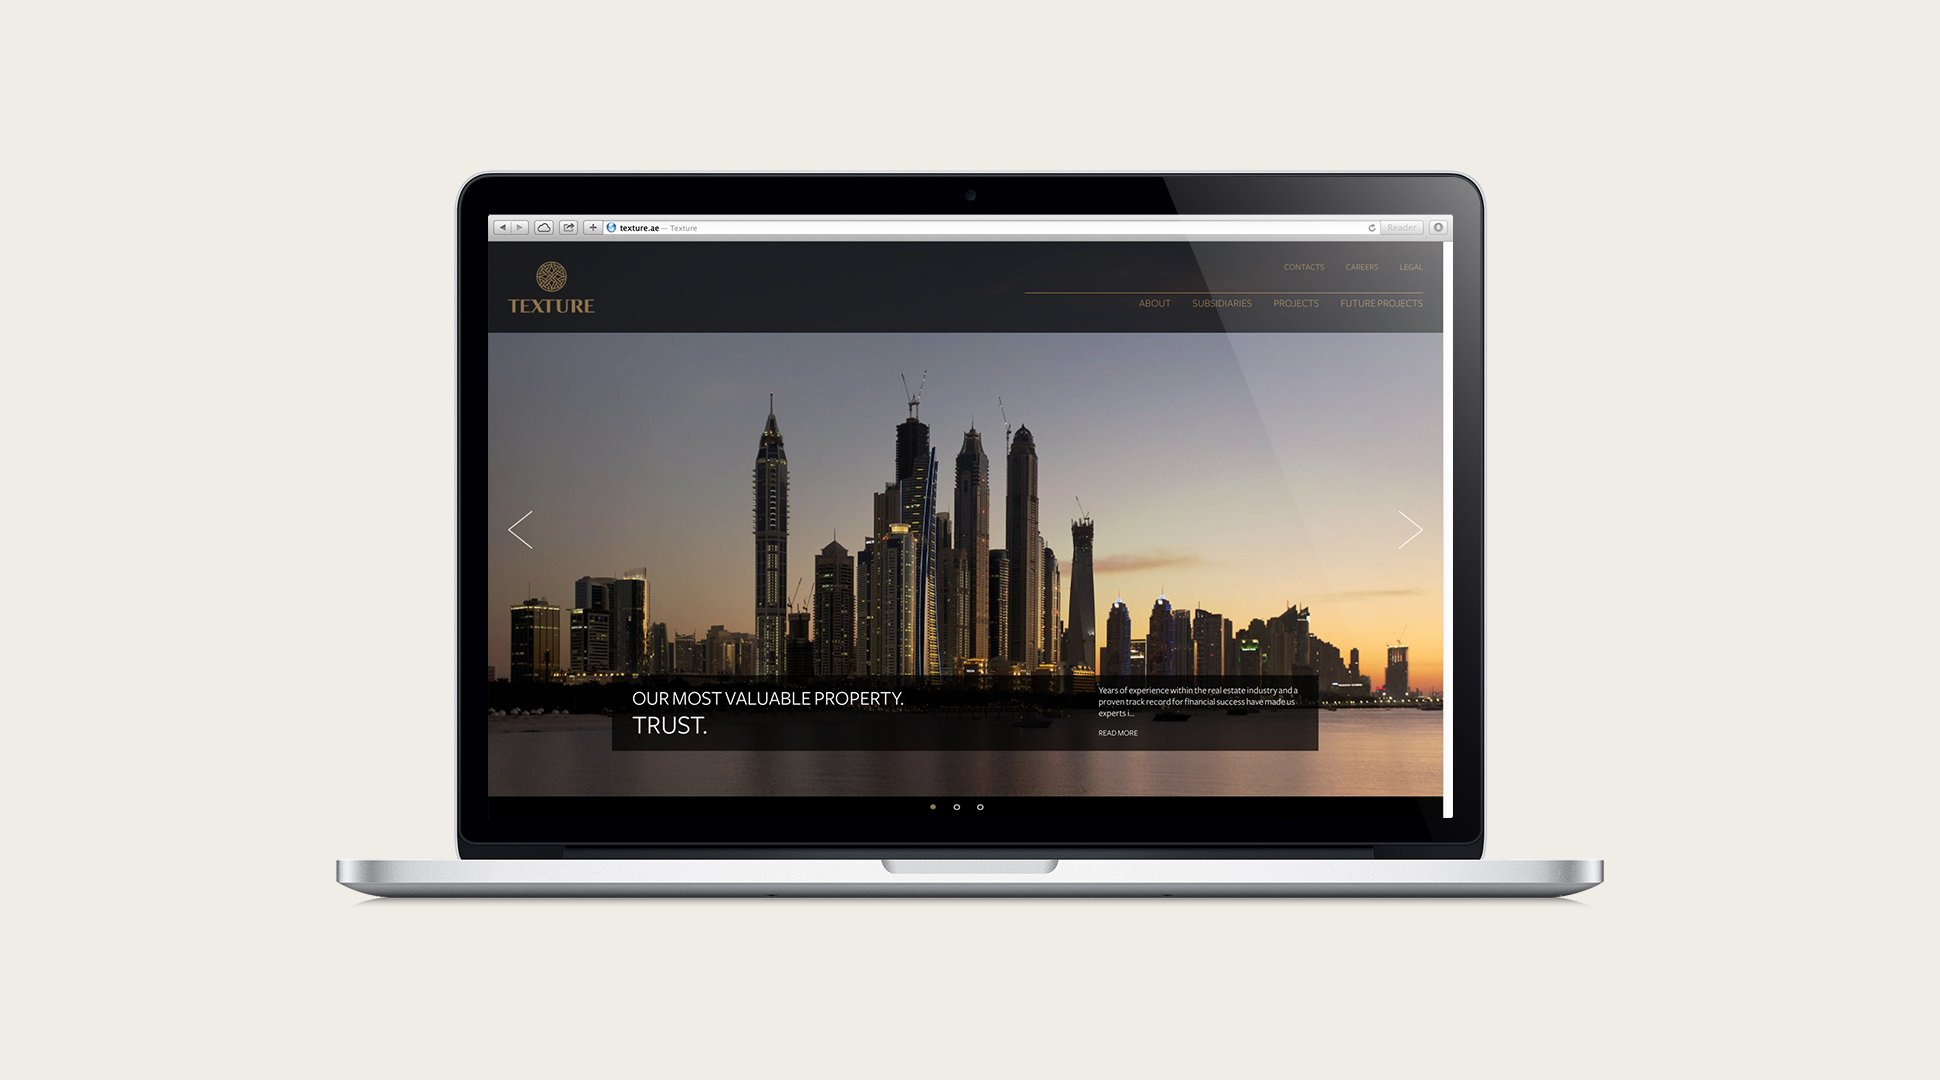 texture.ae — Texture
Reader
CONTACTS CAREERS LEGAL
TEXTURE
ABOUT SUBSIDIARIES PROJECTS FUTURE PROJECTS
OUR MOST VALUABLE PROPERTY.
TRUST.
Years of experience within the real estate industry and a
proven track record for financial success have made us
experts i...
READ MORE